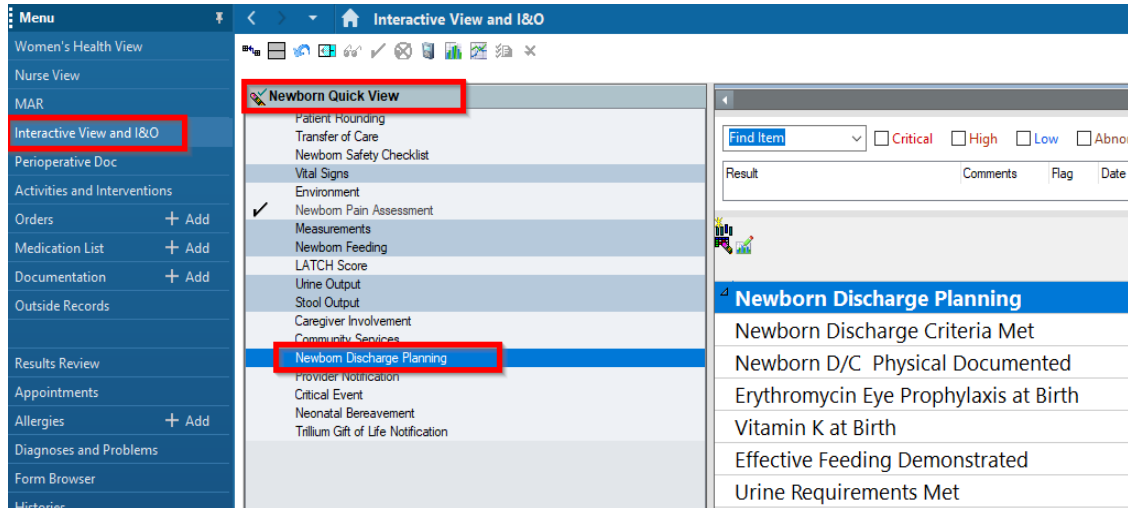 Menu
Women's Health View
Nurse View
MAR
Interactive View and I&O
Perioperative Doc
Activities and Interventions
Orders + Add
Medication List + Add
Documentation + Add
Outside Records
Results Review
Appointments
Allergies + Add
Diagnoses and Problems
Form Browser
Histories
Interactive View and I&O
Newborn Quick View
Patient Rounding
Transfer of Care
Newborn Safety Checklist
Vital Signs
Environment
Newborn Pain Assessment
Measurements
Newborn Feeding
LATCH Score
Urine Output
Stool Output
Caregiver Involvement
Community Services
Newborn Discharge Planning
Provider Notification
Critical Event
Neonatal Bereavement
Trillium Gift of Life Notification
Find Item Critical High Low Abnor
Result Comments Flag Date
Newborn Discharge Planning
Newborn Discharge Criteria Met
Newborn D/C Physical Documented
Erythromycin Eye Prophylaxis at Birth
Vitamin K at Birth
Effective Feeding Demonstrated
Urine Requirements Met